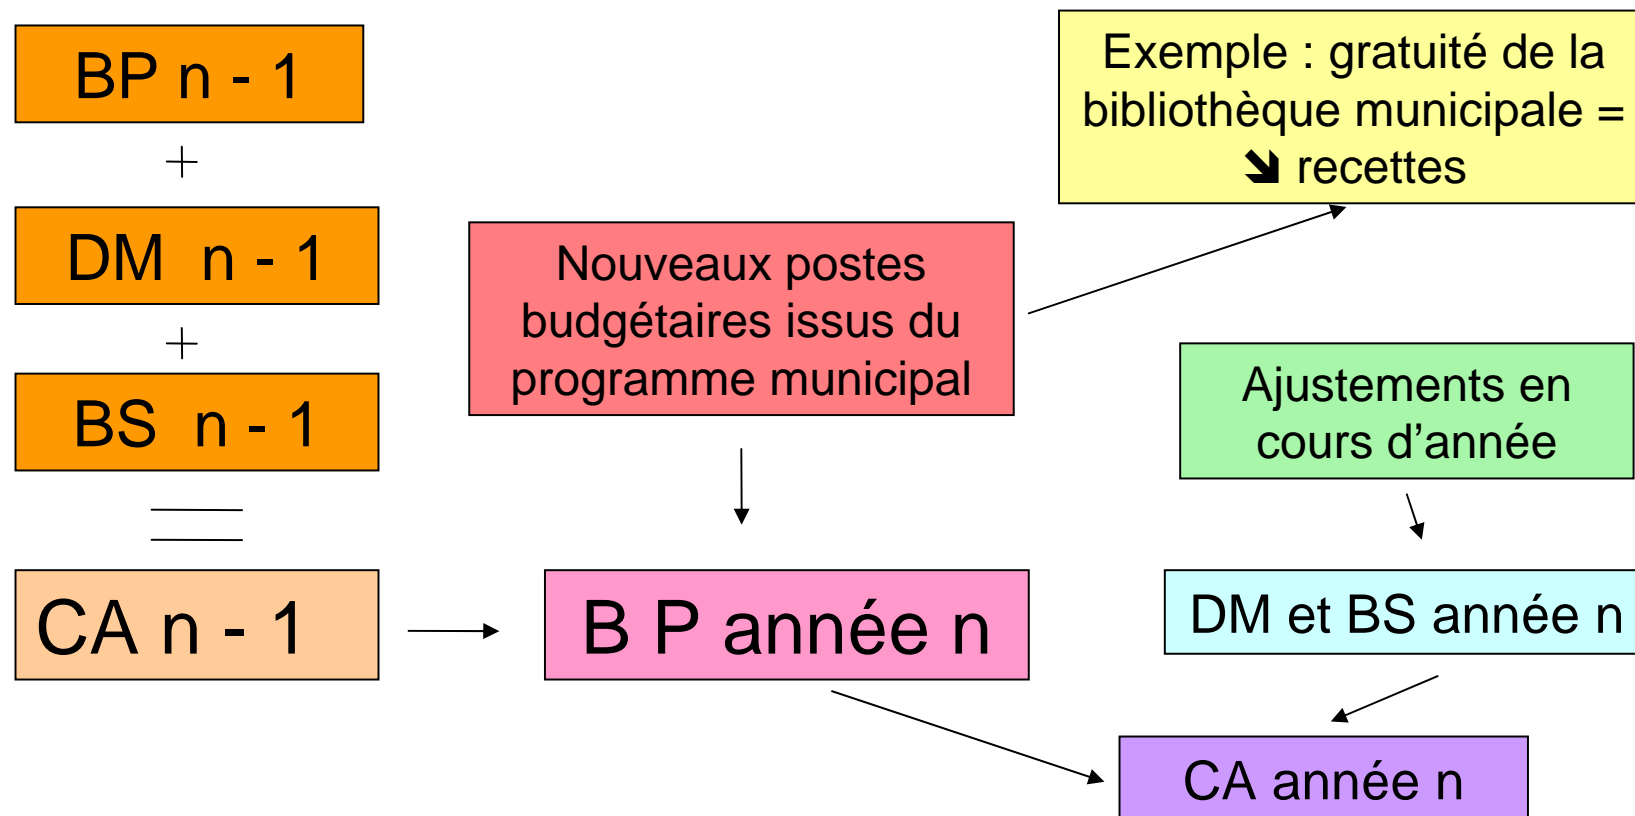 BP n - 1
+
DM n - 1
+
BS n - 1
=
CA n - 1
Nouveaux postes
budgétaires issus du
programme municipal
B P année n
Exemple : gratuité de la
bibliothèque municipale =
➘ recettes
Ajustements en
cours d’année
DM et BS année n
CA année n